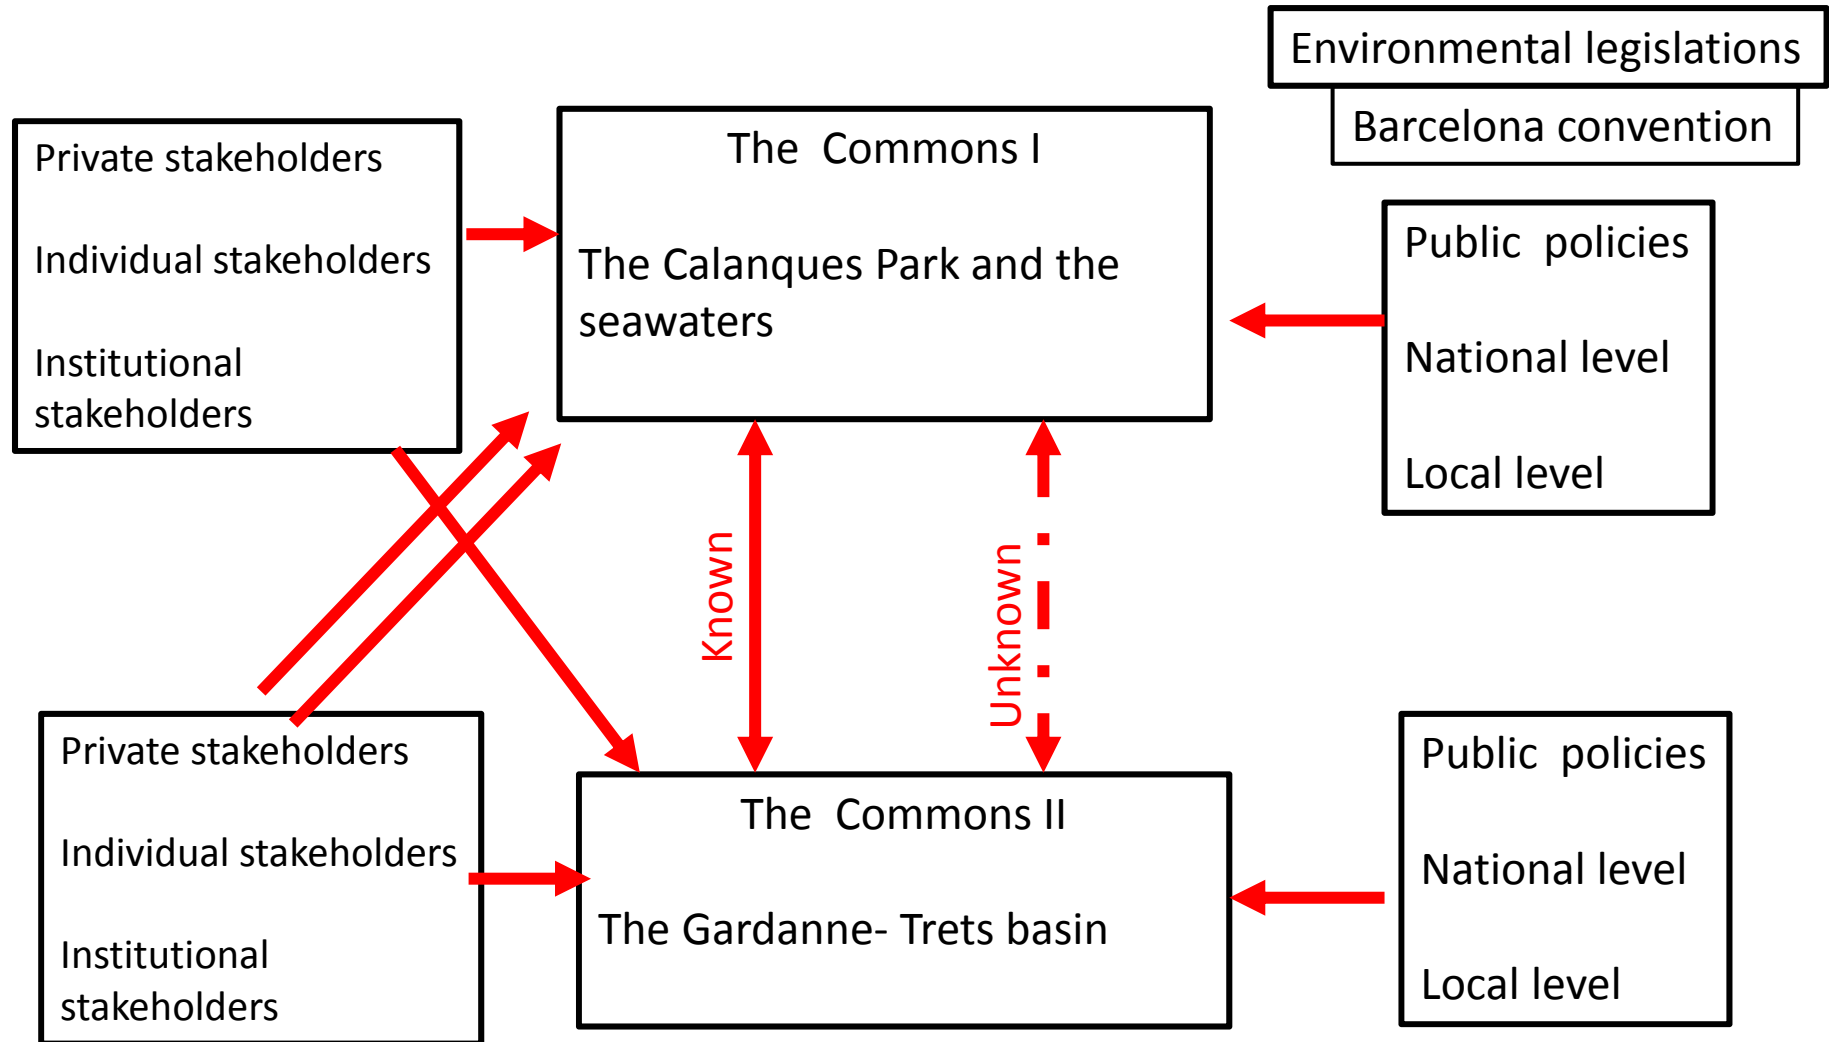 Environmental legislations
Barcelona convention
Private stakeholders
Individual stakeholders
Institutional
stakeholders
The  Commons I
The Calanques Park and the
seawaters
Public  policies
National level
Local level
Known
Unknown
Private stakeholders
Individual stakeholders
Institutional
stakeholders
The  Commons II
The Gardanne- Trets basin
Public  policies
National level
Local level